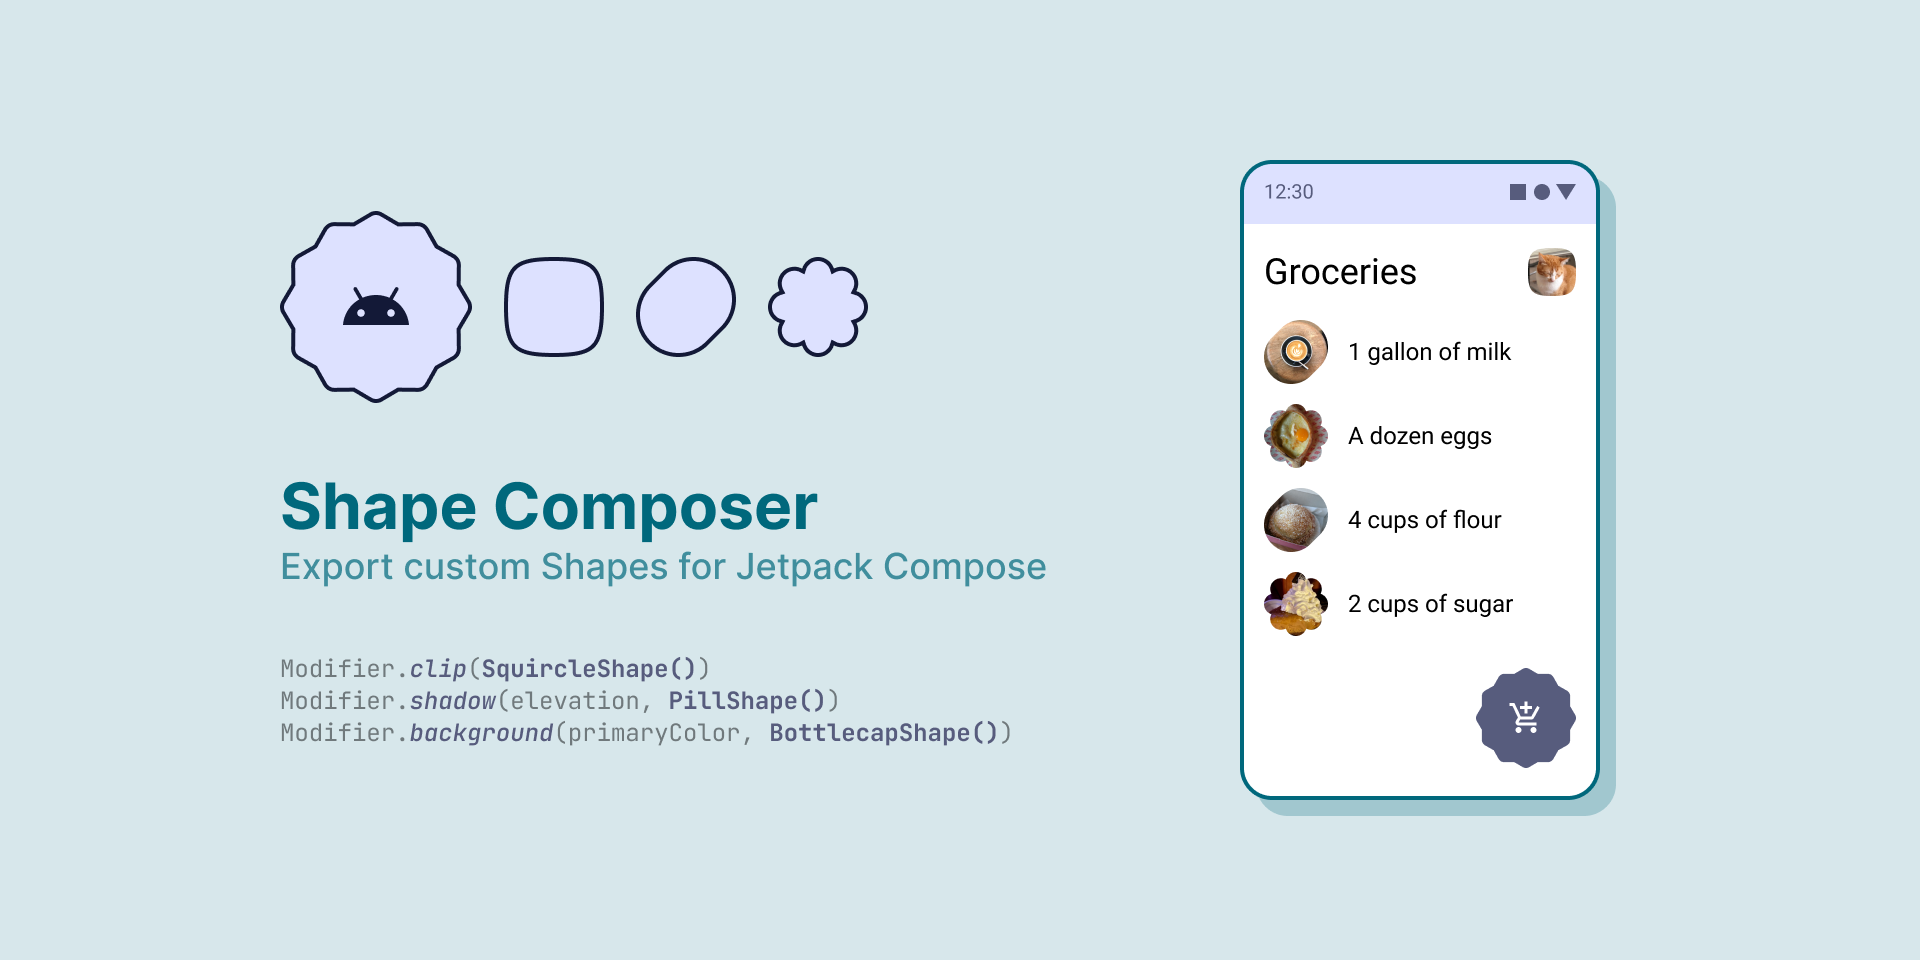 Shape Composer
Export custom Shapes for Jetpack Compose
Modifier.clip(SquircleShape())
Modifier.shadow(elevation, PillShape())
Modifier.background(primaryColor, BottlecapShape())
12:30
Groceries
1 gallon of milk
A dozen eggs
4 cups of flour
2 cups of sugar